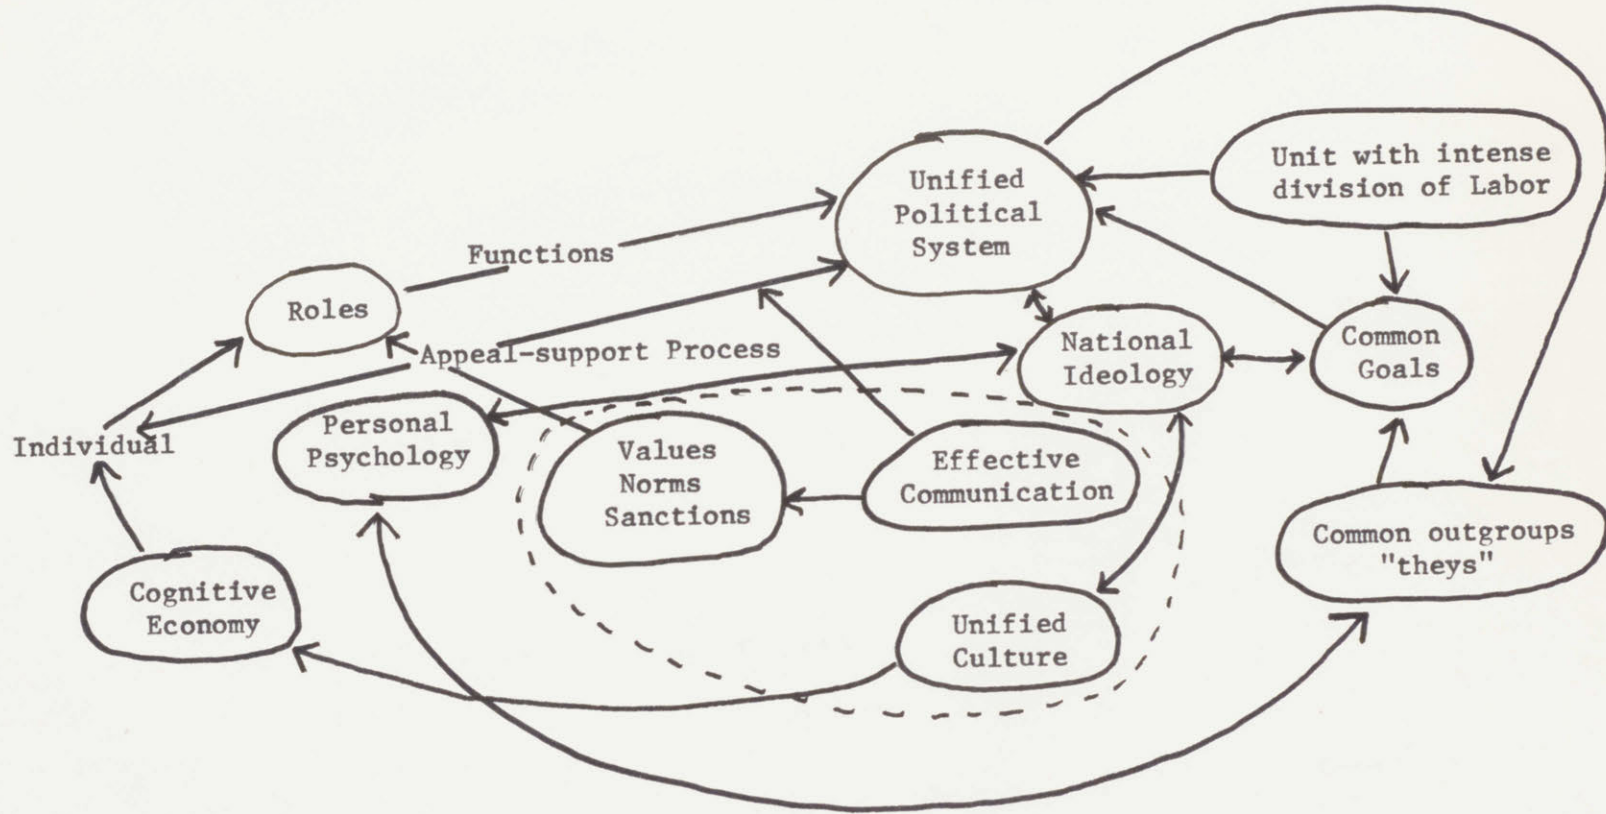 Unit with intense
division of Labor
Unified
Political
System
Functions
Roles
Appeal-support Process
National
Ideology
Common
Goals
Individual
Personal
Psychology
Values
Norms
Sanctions
Effective
Communication
Common outgroups
"theys"
Cognitive
Economy
Unified
Culture